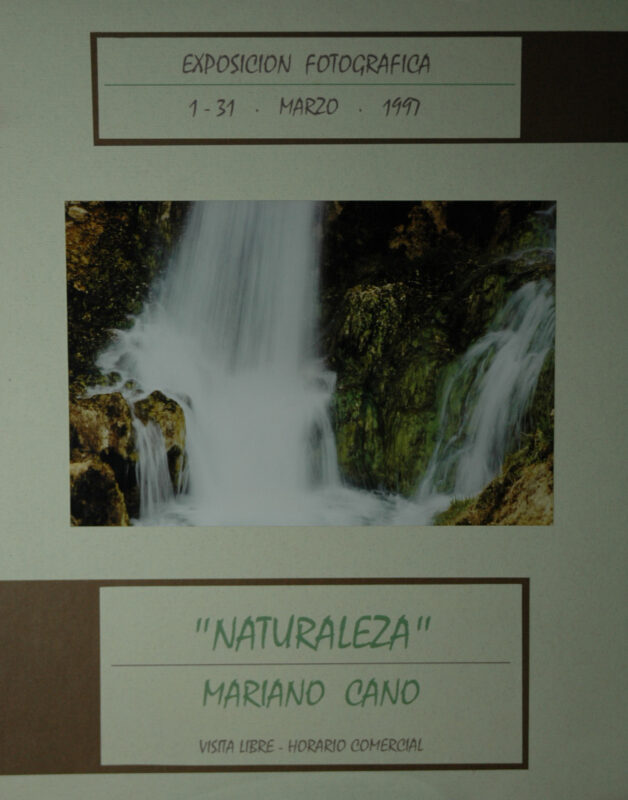 EXPOSICION FOTOGRAFICA
1-31 · MARZO · 1997
"NATURALEZA"
MARIANO CANO
VISITA LIBRE - HORARIO COMERCIAL